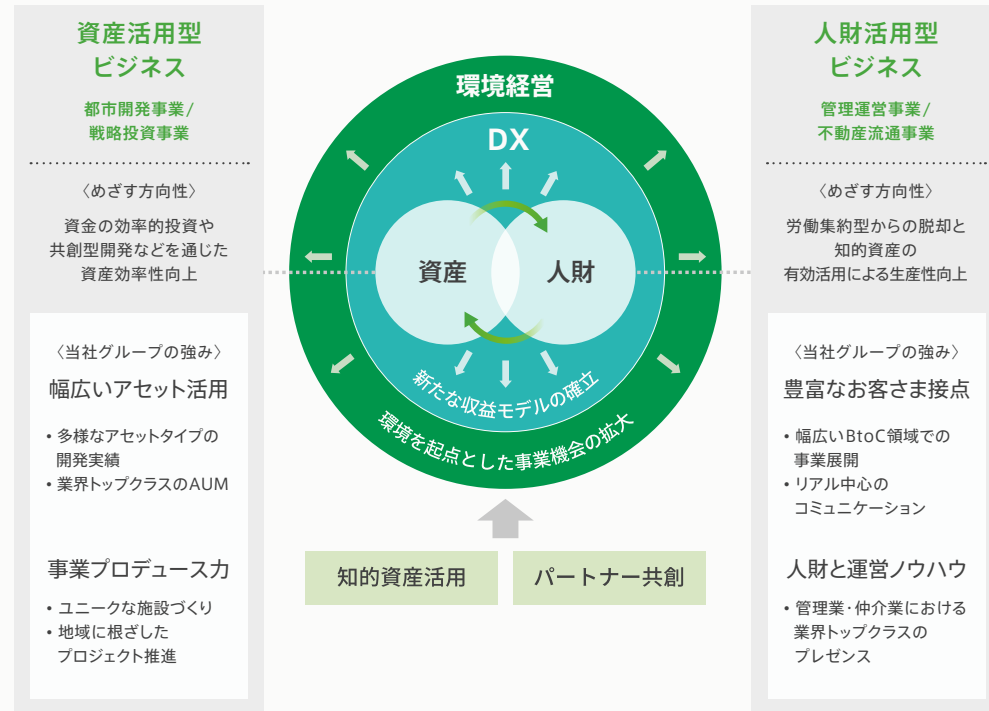 資産活用型
ビジネス
都市開発事業/
戦略投資事業
〈めざす方向性〉
資金の効率的投資や
共創型開発などを通じた
資産効率性向上
〈当社グループの強み〉
幅広いアセット活用
• 多様なアセットタイプの
開発実績
• 業界トップクラスのAUM
事業プロデュース力
• ユニークな施設づくり
• 地域に根ざした
プロジェクト推進
環境経営
DX
資産
人財
新たな収益モデルの確立
環境を起点とした事業機会の拡大
知的資産活用
パートナー共創
人財活用型
ビジネス
管理運営事業/
不動産流通事業
〈めざす方向性〉
労働集約型からの脱却と
知的資産の
有効活用による生産性向上
〈当社グループの強み〉
豊富なお客さま接点
• 幅広いBtoC領域での
事業展開
• リアル中心の
コミュニケーション
人財と運営ノウハウ
• 管理業・仲介業における
業界トップクラスの
プレゼンス